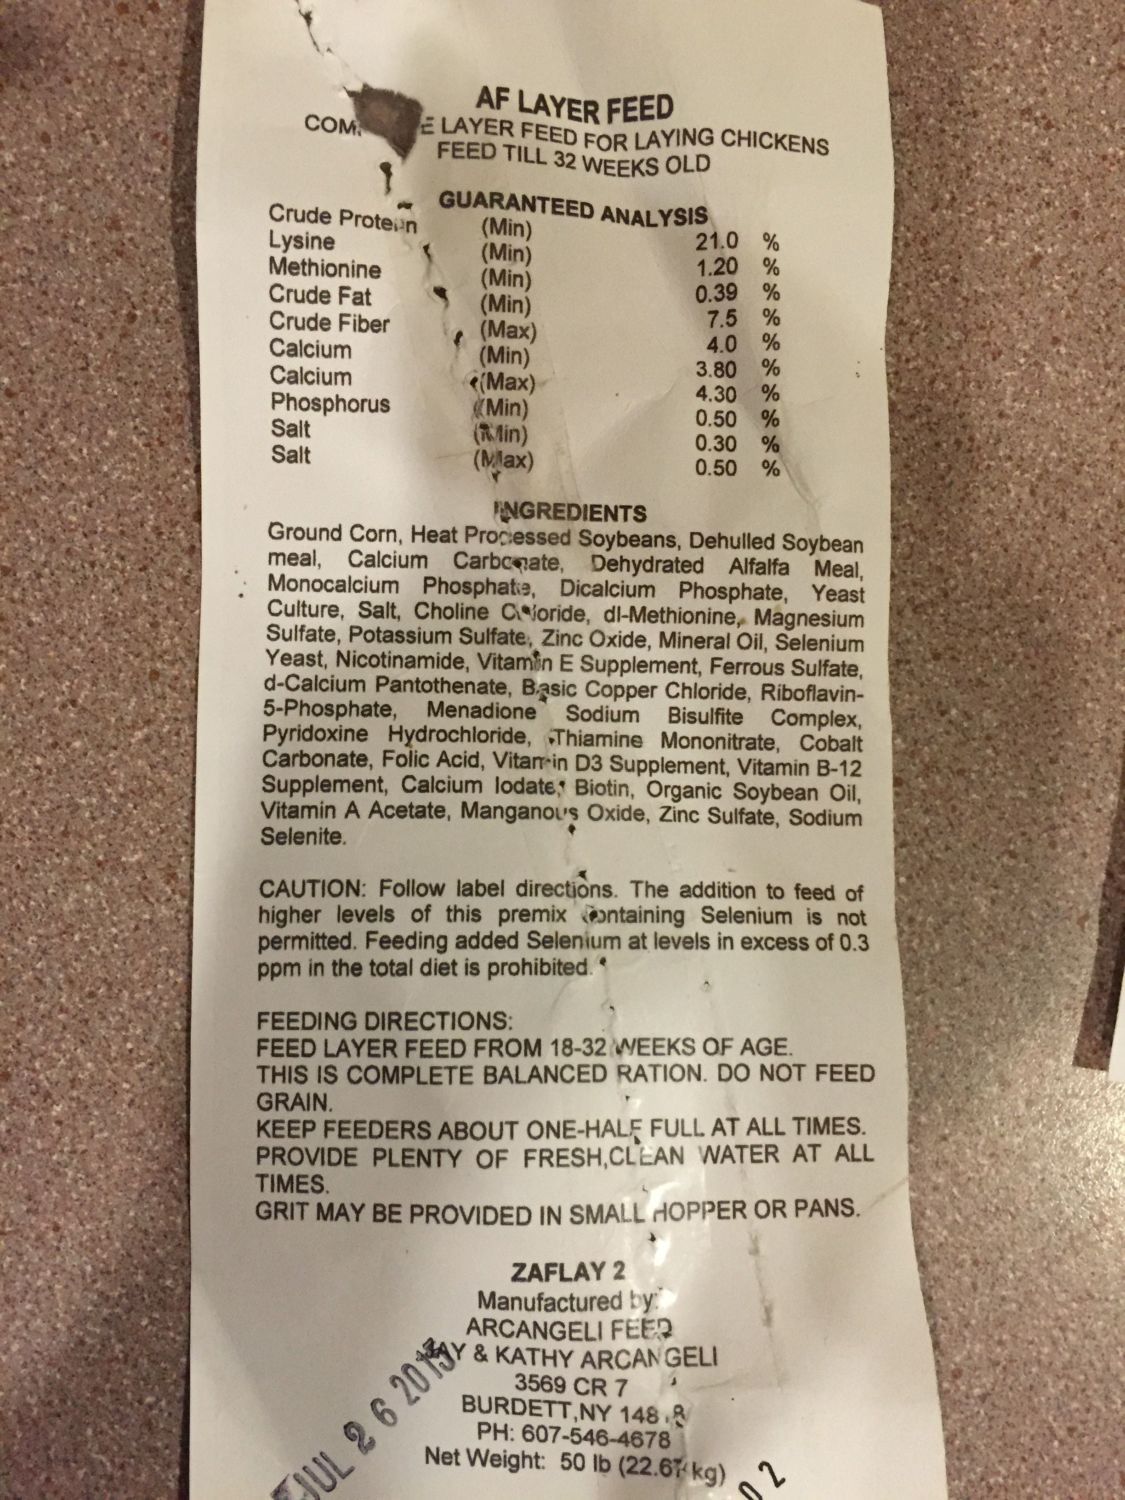 AF LAYER FEED
LAYER FEED FOR LAYING CHICKENS
FEED TILL 32 WEEKS OLD
GUARANTEED ANALYSIS
Crude Protein (Min) 21.0 %
Lysine (Min) 1.20 %
Methionine (Min) 0.39 %
Crude Fat (Min) 7.5 %
Crude Fiber (Max) 4.0 %
Calcium (Min) 3.80 %
Calcium (Max) 4.30 %
Phosphorus (Min) 0.50 %
Salt (Min) 0.30 %
Salt (Max) 0.50 %
INGREDIENTS
Ground Corn, Heat Processed Soybeans, Dehulled Soybean
meal, Calcium Carbonate, Dehydrated Alfalfa Meal,
Monocalcium Phosphate, Dicalcium Phosphate, Yeast
Culture, Salt, Choline Chloride, dl-Methionine, Magnesium
Sulfate, Potassium Sulfate, Zinc Oxide, Mineral Oil, Selenium
Yeast, Nicotinamide, Vitamin E Supplement, Ferrous Sulfate,
d-Calcium Pantothenate, Basic Copper Chloride, Riboflavin-
5-Phosphate, Menadione Sodium Bisulfite Complex,
Pyridoxine Hydrochloride, Thiamine Mononitrate, Cobalt
Carbonate, Folic Acid, Vitamin D3 Supplement, Vitamin B-12
Supplement, Calcium Iodate, Biotin, Organic Soybean Oil,
Vitamin A Acetate, Manganous Oxide, Zinc Sulfate, Sodium
Selenite.
CAUTION: Follow label directions. The addition to feed of
higher levels of this premix containing Selenium is not
permitted. Feeding added Selenium at levels in excess of 0.3
ppm in the total diet is prohibited.
FEEDING DIRECTIONS:
FEED LAYER FEED FROM 18-32 WEEKS OF AGE.
THIS IS COMPLETE BALANCED RATION. DO NOT FEED
GRAIN.
KEEP FEEDERS ABOUT ONE-HALF FULL AT ALL TIMES.
PROVIDE PLENTY OF FRESH,CLEAN WATER AT ALL
TIMES.
GRIT MAY BE PROVIDED IN SMALL HOPPER OR PANS.
ZAFLAY 2
Manufactured by:
ARCANGELI FEED
JAY & KATHY ARCANGELI
3569 CR 7
BURDETT,NY
PH: 607-546-4678
Net Weight: 50 lb (22.67 kg)
JUL 26 2015
02